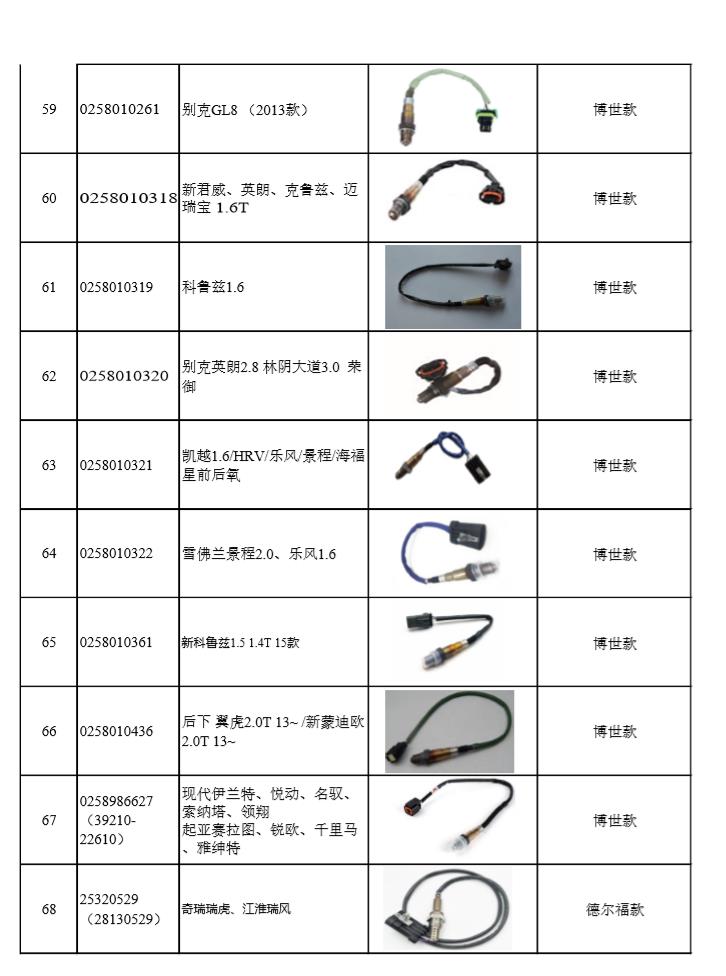 59 0258010261 别克GL8 （2013款） 博世款
60 0258010318 新君威、英朗、克鲁兹、迈
瑞宝 1.6T 博世款
61 0258010319 科鲁兹1.6 博世款
62 0258010320 别克英朗2.8 林阴大道3.0 荣
御 博世款
63 0258010321 凯越1.6/HRV/乐风/景程/海福
星前后氧 博世款
64 0258010322 雪佛兰景程2.0、乐风1.6 博世款
65 0258010361 新科鲁兹1.5 1.4T 15款 博世款
66 0258010436 后下 翼虎2.0T 13~ /新蒙迪欧
2.0T 13~ 博世款
67 0258986627
（39210-
22610） 现代伊兰特、悦动、名驭、
索纳塔、领翔
起亚赛拉图、锐欧、千里马
、雅绅特 博世款
68 25320529
（28130529） 奇瑞瑞虎、江淮瑞风 德尔福款